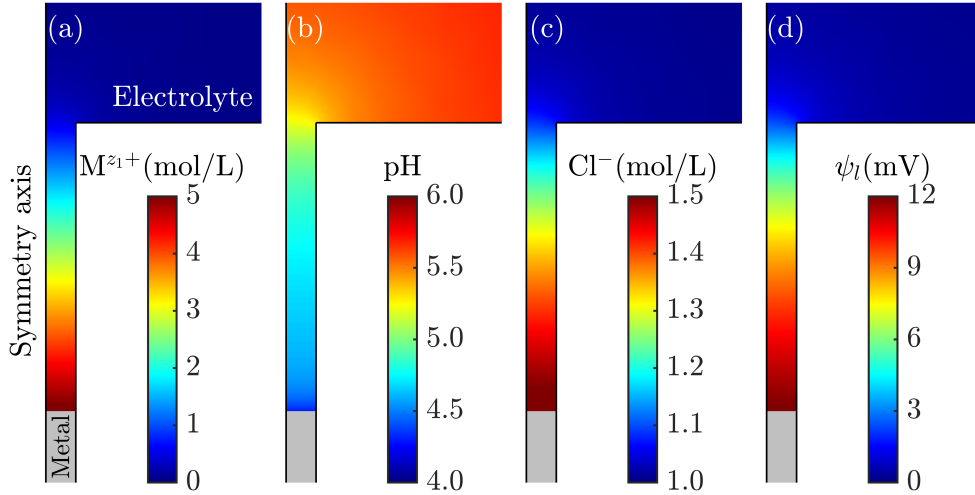 (a) (b) (c) (d)
Electrolyte
Symmetry axis
M^{z_1+}(mol/L) pH Cl^−(mol/L) ψ_l(mV)
5 6.0 1.5 12
4 5.5 1.4 9
3 5.0 1.3 6
2 4.5 1.2 3
1 4.0 1.1 0
0 1.0
Metal